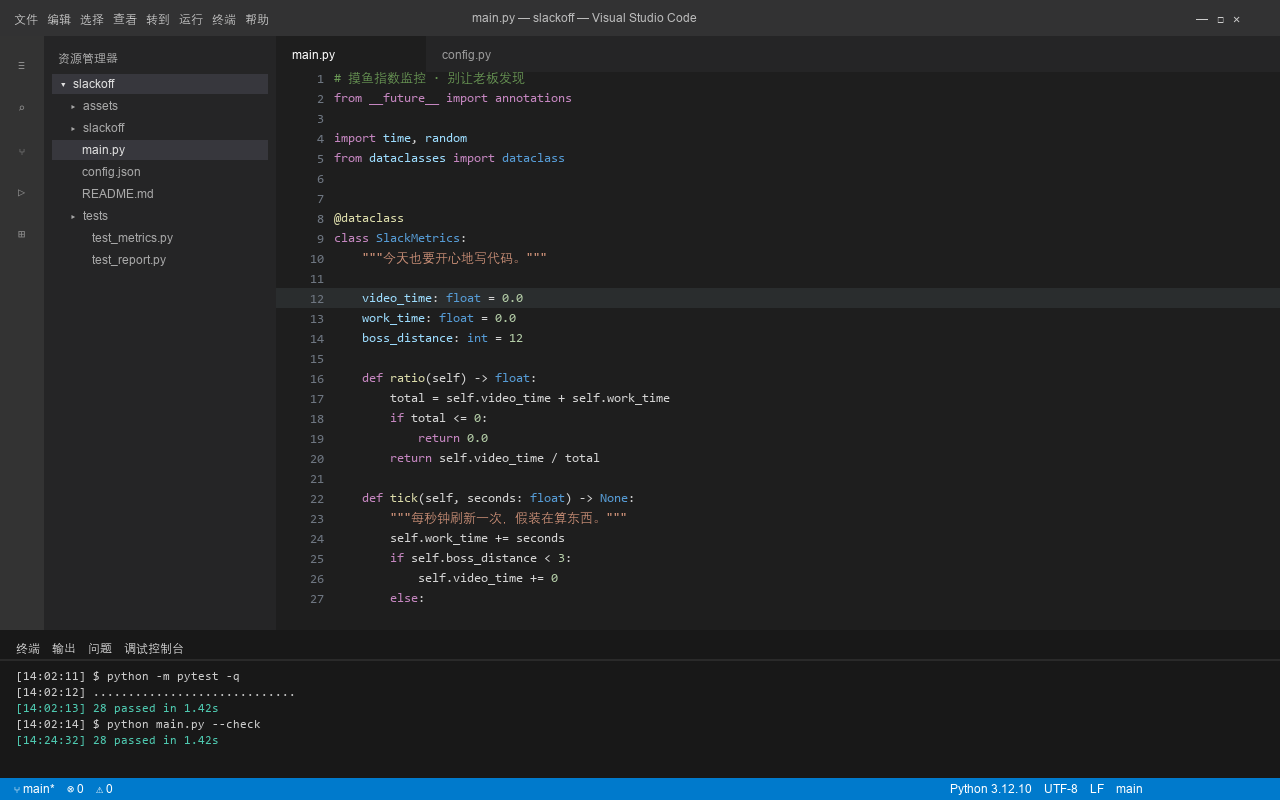 文件 编辑 选择 查看 转到 运行 终端 帮助
main.py — slackoff — Visual Studio Code
资源管理器
slackoff
assets
slackoff
main.py
config.json
README.md
tests
test_metrics.py
test_report.py
main.py config.py
1 # 摸鱼指数监控 · 别让老板发现
2 from __future__ import annotations
3
4 import time, random
5 from dataclasses import dataclass
6
7
8 @dataclass
9 class SlackMetrics:
10 """今天也要开心地写代码。"""
11
12 video_time: float = 0.0
13 work_time: float = 0.0
14 boss_distance: int = 12
15
16 def ratio(self) -> float:
17 total = self.video_time + self.work_time
18 if total <= 0:
19 return 0.0
20 return self.video_time / total
21
22 def tick(self, seconds: float) -> None:
23 """每秒钟刷新一次，假装在算东西。"""
24 self.work_time += seconds
25 if self.boss_distance < 3:
26 self.video_time += 0
27 else:
终端 输出 问题 调试控制台
[14:02:11] $ python -m pytest -q
[14:02:12] .............................
[14:02:13] 28 passed in 1.42s
[14:02:14] $ python main.py --check
[14:24:32] 28 passed in 1.42s
main* ⊗ 0 ⚠ 0
Python 3.12.10 UTF-8 LF main